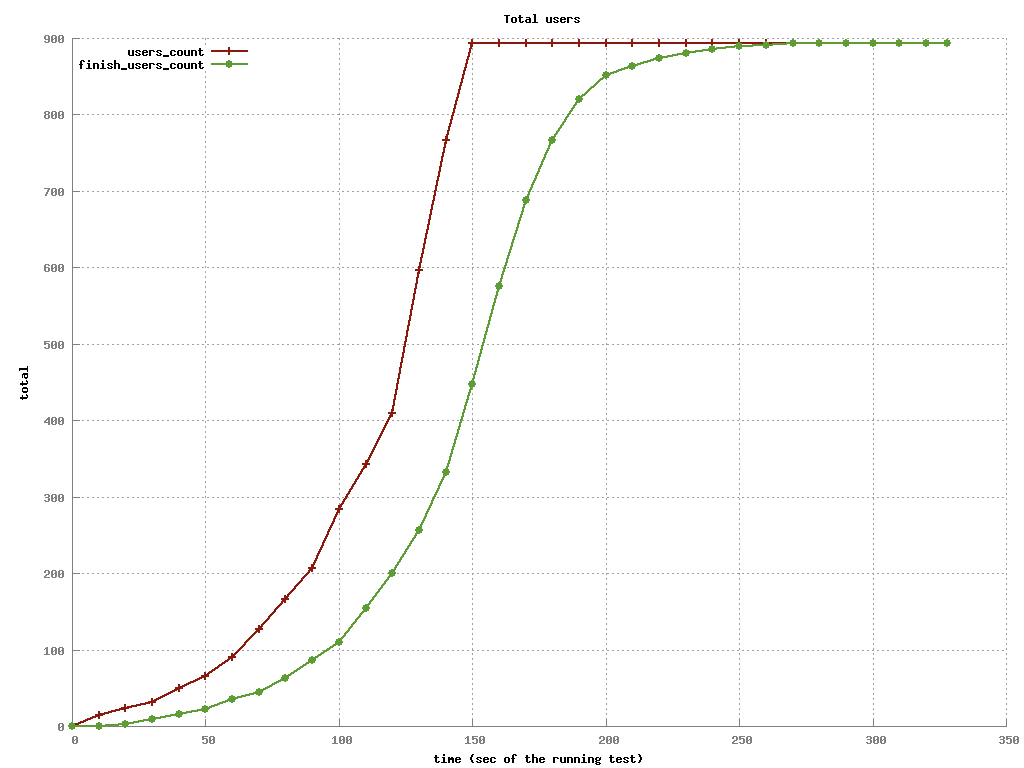 Total users
users_count
finish_users_count
900
800
700
600
500
400
300
200
100
0
total
0 50 100 150 200 250 300 350
time (sec of the running test)